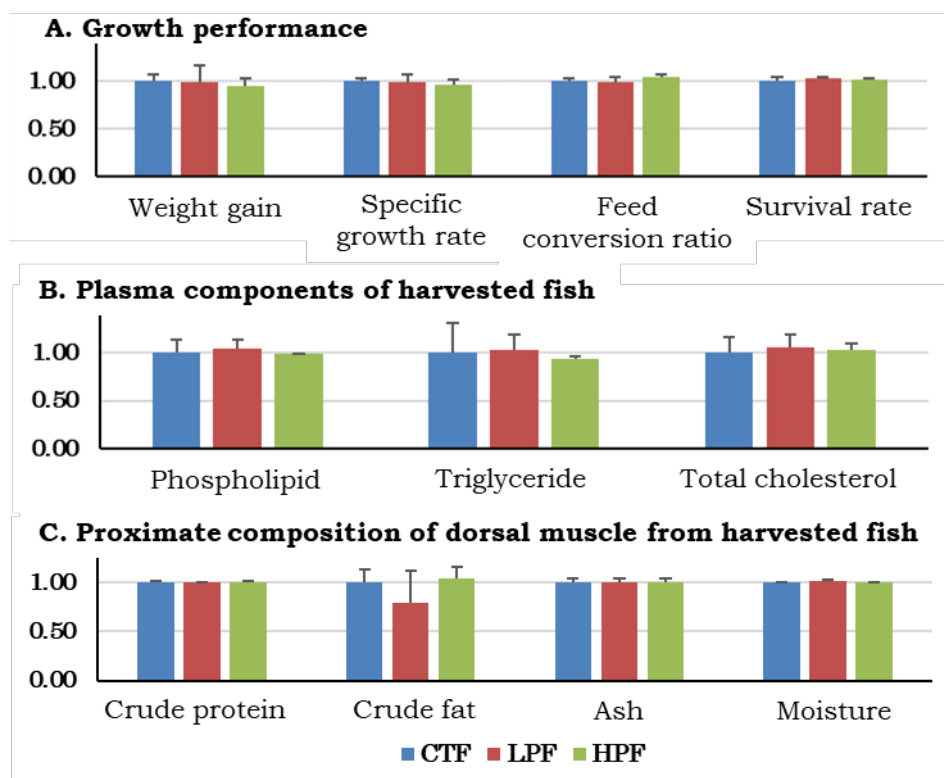 A. Growth performance
1.00
0.50
0.00
Weight gain
Specific
growth rate
Feed
conversion ratio
Survival rate
B. Plasma components of harvested fish
1.00
0.50
0.00
Phospholipid
Triglyceride
Total cholesterol
C. Proximate composition of dorsal muscle from harvested fish
1.00
0.50
0.00
Crude protein
Crude fat
Ash
Moisture
CTF LPF HPF